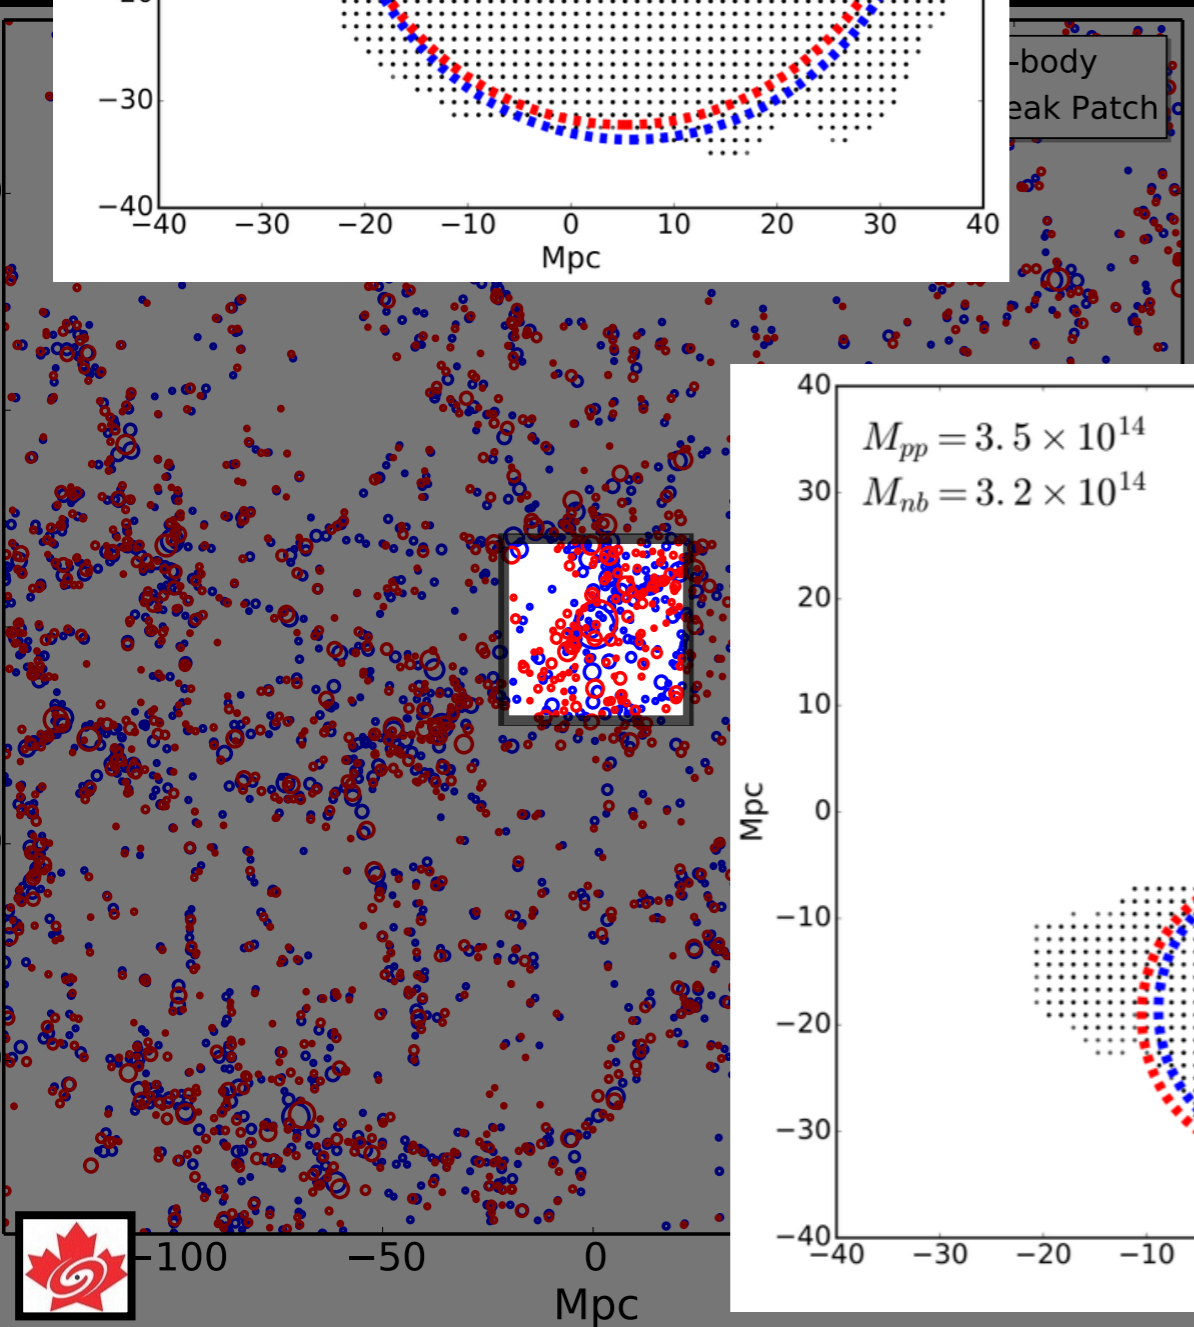 −30
−40
−40 −30 −20 −10 0 10 20 30 40
Mpc
-body
eak Patch
40
M_pp = 3.5 × 10^14
M_nb = 3.2 × 10^14
30
20
10
0
−10
−20
−30
−40
Mpc
−40 −30 −20 −10
−100 −50 0
Mpc